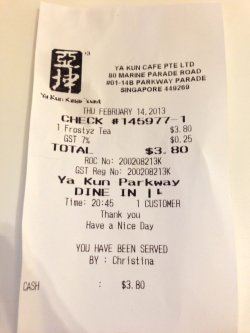 亞坤
Ya Kun Kaya Toast
YA KUN CAFE PTE LTD
80 MARINE PARADE ROAD
#01-14B PARKWAY PARADE
SINGAPORE 449269
THU FEBRUARY 14, 2013
CHECK #145977-1
1 Frostyz Tea $3.80
GST 7% $0.25
TOTAL $3.80
ROC No: 200208213K
GST Reg No: 200208213K
Ya Kun Parkway
DINE IN
Time: 20:45 1 CUSTOMER
Thank you
Have a Nice Day
YOU HAVE BEEN SERVED
BY : Christina
CASH : $3.80